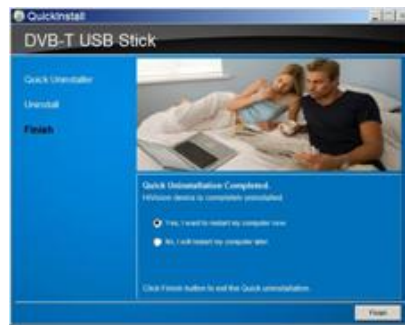 QuickInstall
DVB-T USB Stick
Quick Uninstaller
Uninstall
Finish
Quick Uninstallation Completed.
HiVision device is completely uninstalled.
Yes, I want to restart my computer now.
No, I will restart my computer later.
Click Finish button to exit the Quick uninstallation.
Finish